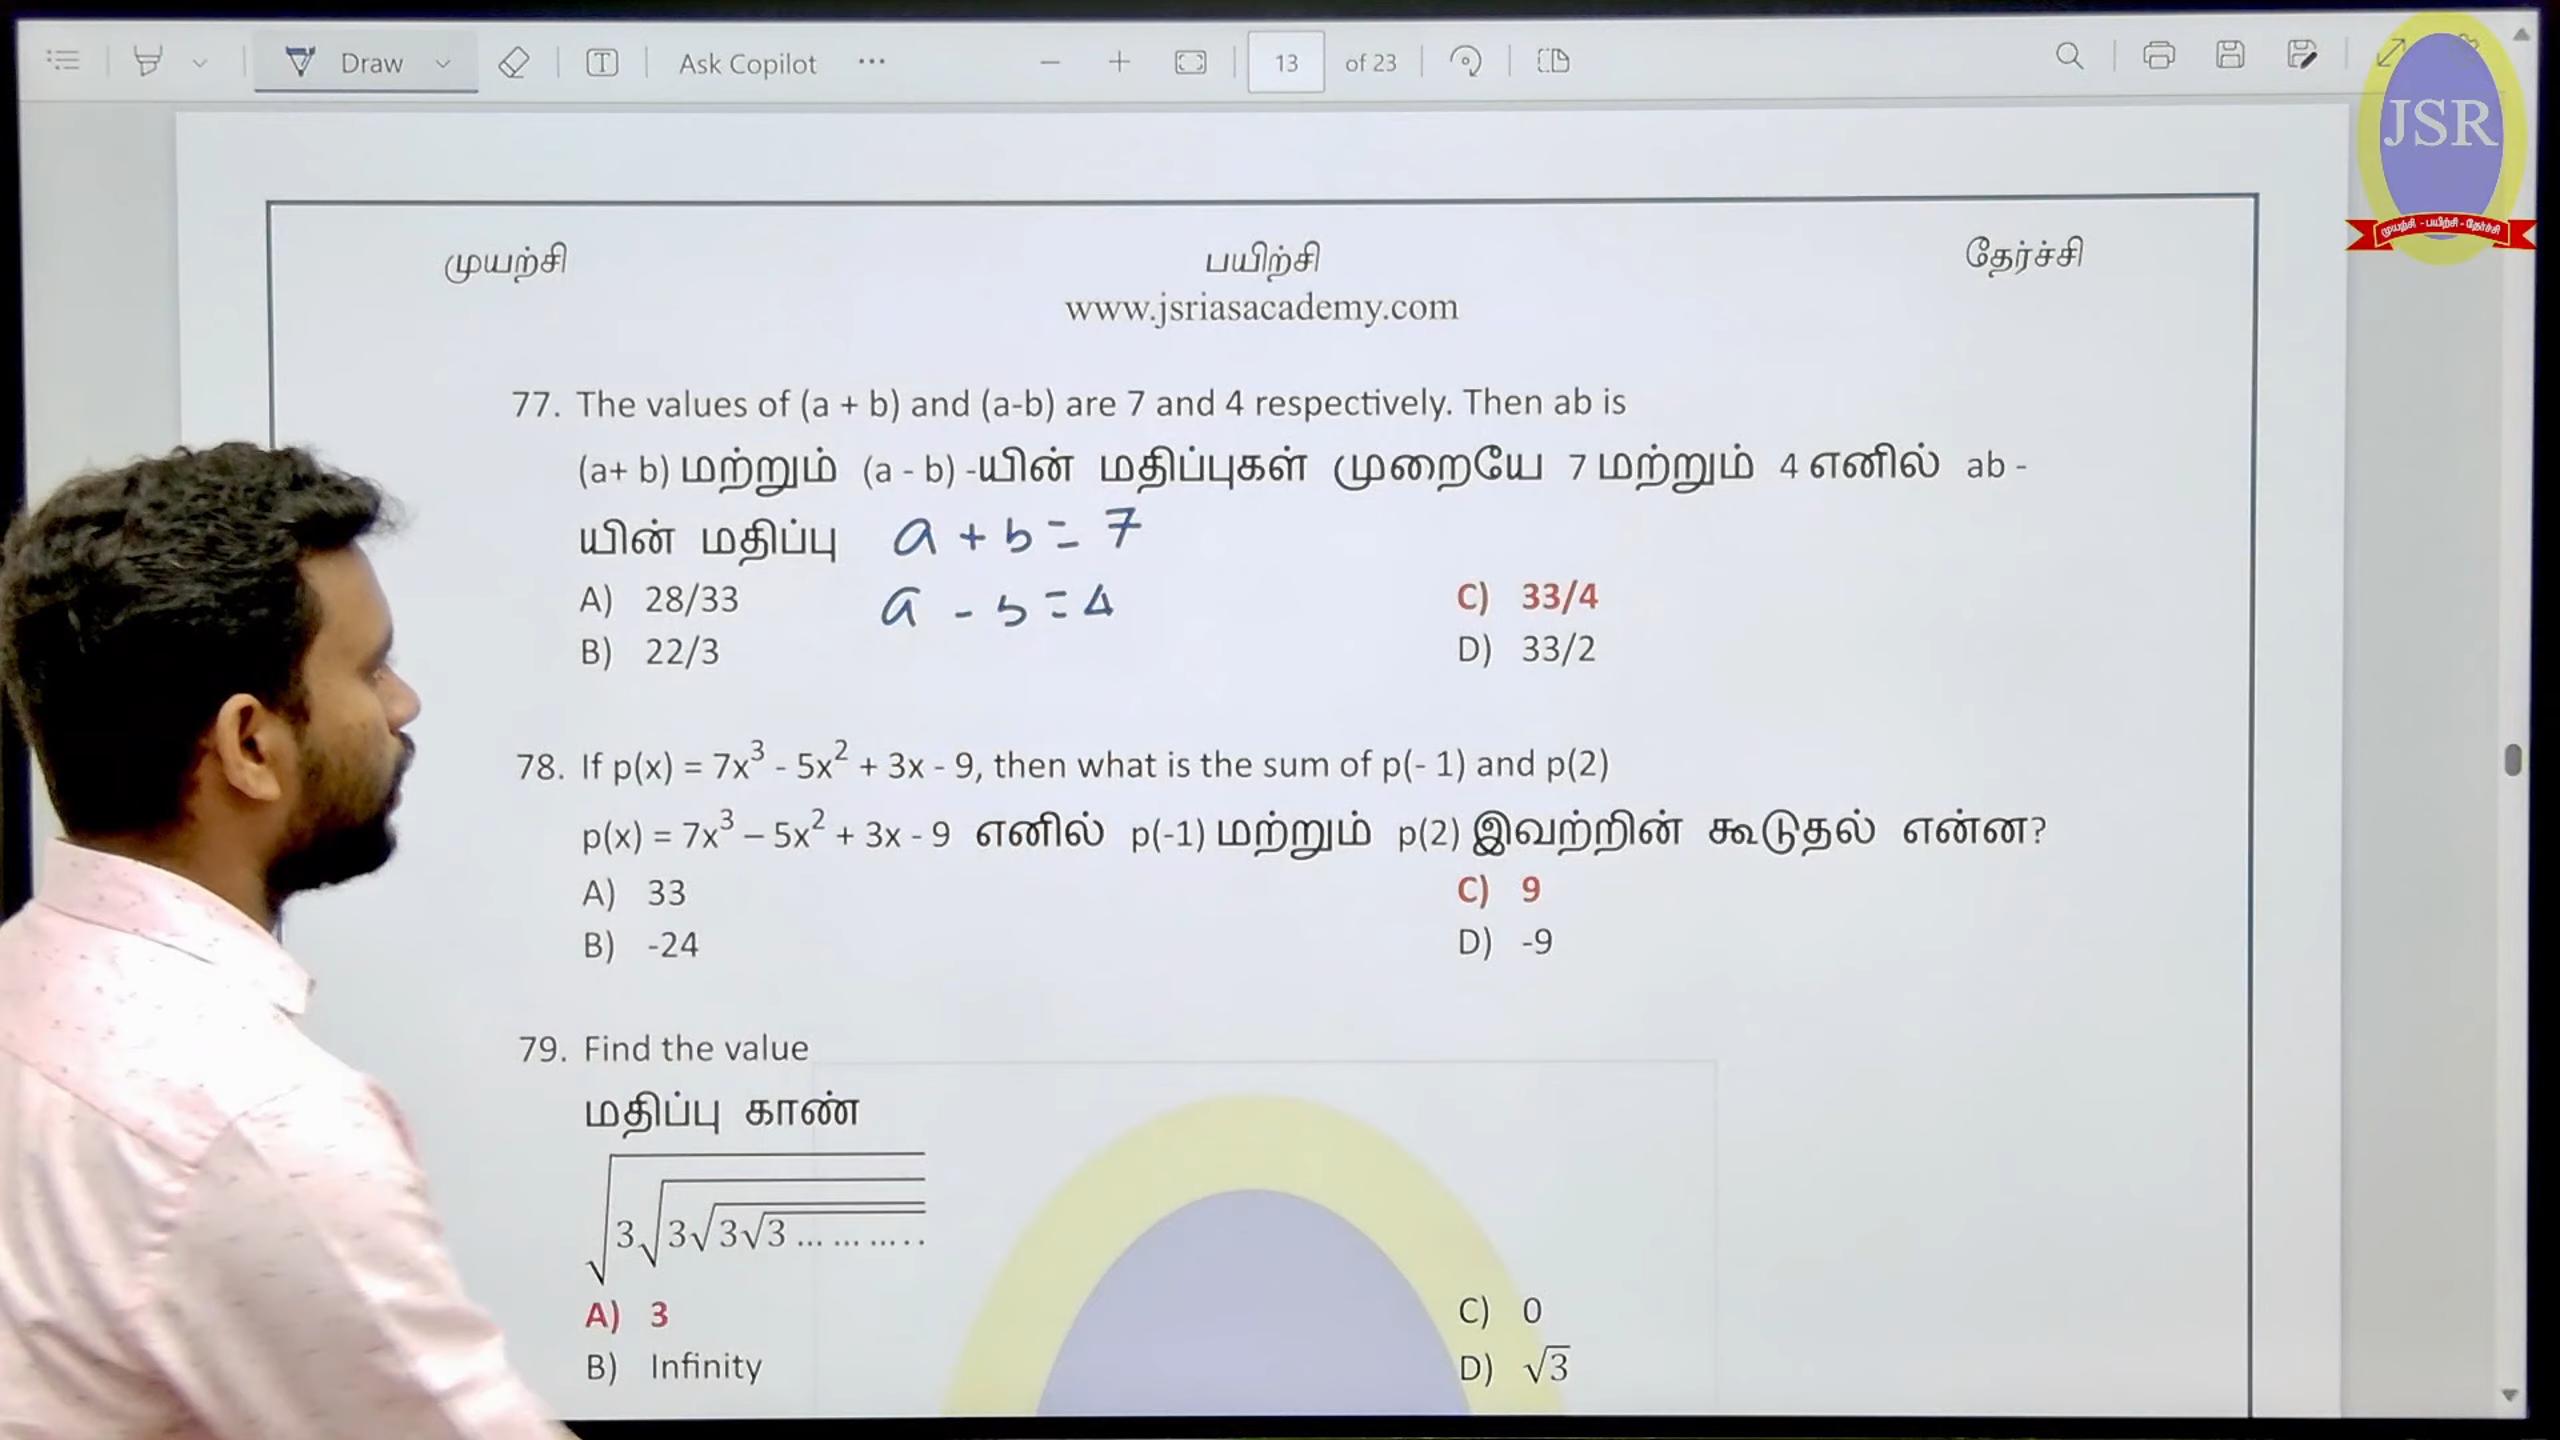 Draw
Ask Copilot
13 of 23
JSR
முயற்சி - பயிற்சி - தேர்ச்சி
முயற்சி பயிற்சி தேர்ச்சி
www.jsriasacademy.com
77. The values of (a + b) and (a-b) are 7 and 4 respectively. Then ab is
(a+ b) மற்றும் (a - b) -யின் மதிப்புகள் முறையே 7 மற்றும் 4 எனில் ab -
யின் மதிப்பு a + b = 7
A) 28/33 a - b = 4 C) 33/4
B) 22/3 D) 33/2
78. If p(x) = 7x³ - 5x² + 3x - 9, then what is the sum of p(- 1) and p(2)
p(x) = 7x³ – 5x² + 3x - 9 எனில் p(-1) மற்றும் p(2) இவற்றின் கூடுதல் என்ன?
A) 33 C) 9
B) -24 D) -9
79. Find the value
மதிப்பு காண்
√3√3√3√3 ... ... ... . .
A) 3 C) 0
B) Infinity D) √3